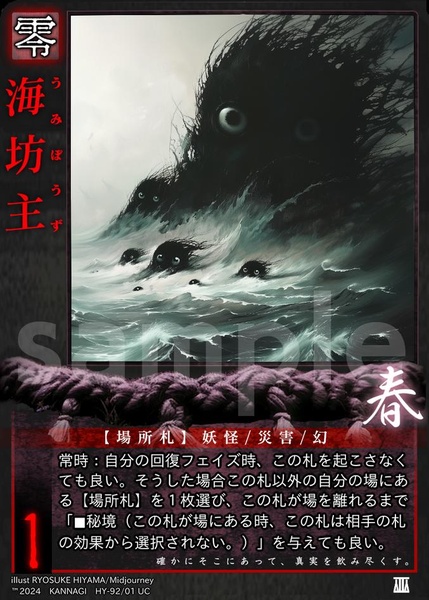 零
海坊主
うみぼうず
sample
春
【場所札】妖怪/災害/幻
常時：自分の回復フェイズ時、この札を起こさなく
ても良い。そうした場合この札以外の自分の場にあ
る【場所札】を１枚選び、この札が場を離れるまで
「■秘境（この札が場にある時、この札は相手の札
の効果から選択されない。）」を与えても良い。
確かにそこにあって、真実を飲み尽くす。
1
illust RYOSUKE HIYAMA/Midjourney
™2024 KANNAGI HY-92/01 UC